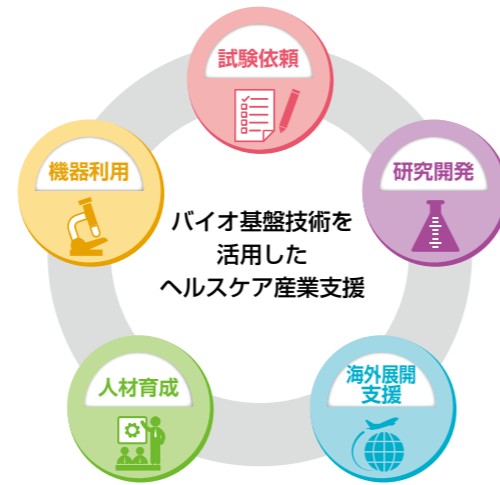 試験依頼
機器利用
研究開発
バイオ基盤技術を
活用した
ヘルスケア産業支援
人材育成
海外展開
支援